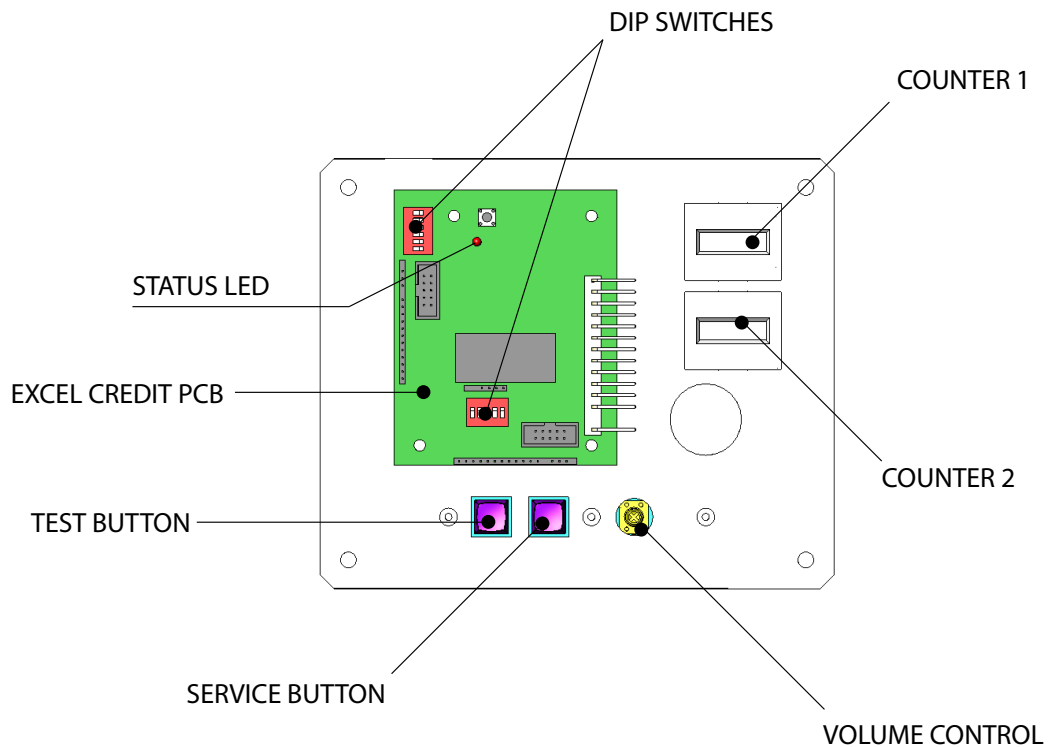 DIP SWITCHES
COUNTER 1
STATUS LED
EXCEL CREDIT PCB
COUNTER 2
TEST BUTTON
SERVICE BUTTON
VOLUME CONTROL